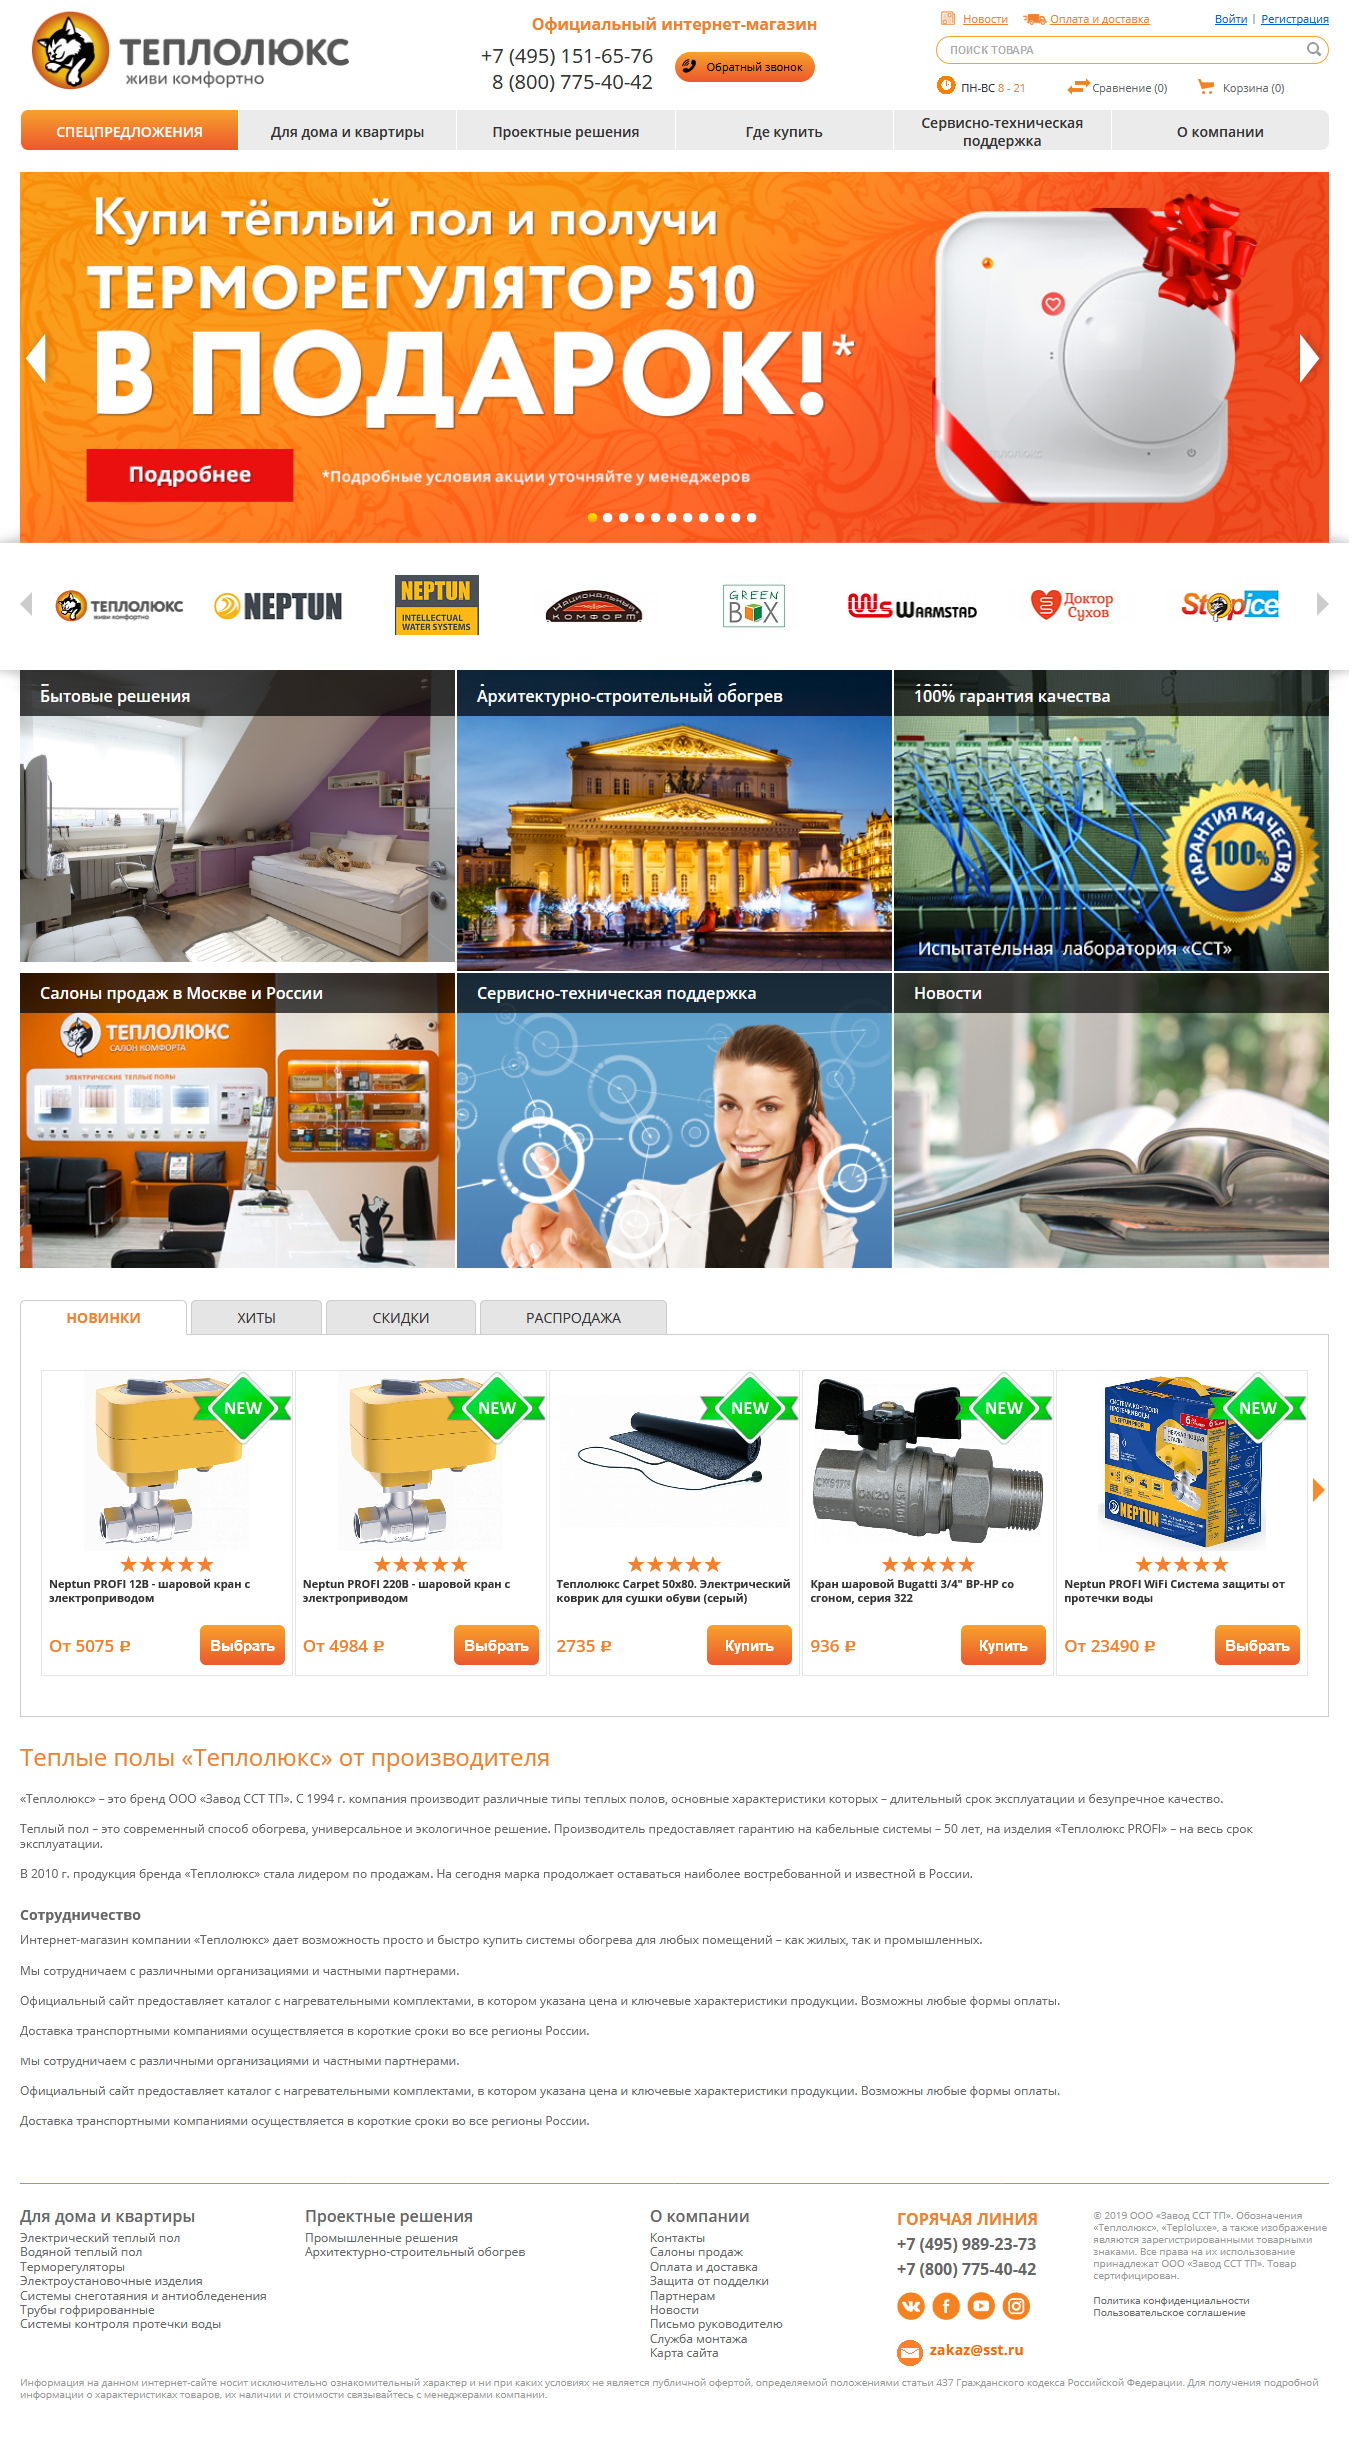 ТЕПЛОЛЮКС
живи комфортно
Официальный интернет-магазин
+7 (495) 151-65-76
8 (800) 775-40-42
Обратный звонок
Новости
Оплата и доставка
Войти | Регистрация
ПОИСК ТОВАРА
ПН-ВС 8 - 21
Сравнение (0)
Корзина (0)
СПЕЦПРЕДЛОЖЕНИЯ
Для дома и квартиры
Проектные решения
Где купить
Сервисно-техническая
поддержка
О компании
Купи тёплый пол и получи
ТЕРМОРЕГУЛЯТОР 510
В ПОДАРОК!*
Подробнее
*Подробные условия акции уточняйте у менеджеров
ТЕПЛОЛЮКС
живи комфортно
NEPTUN
NEPTUN
INTELLECTUAL
WATER SYSTEMS
НАЦИОНАЛЬНЫЙ
КОМФОРТ
GREEN
BOX
WARMSTAD
Доктор
Сухов
Stopice
Бытовые решения
Архитектурно-строительный обогрев
100% гарантия качества
ГАРАНТИЯ КАЧЕСТВА
100%
Испытательная лаборатория «ССТ»
Салоны продаж в Москве и России
ТЕПЛОЛЮКС
САЛОН КОМФОРТА
ЭЛЕКТРИЧЕСКИЕ ТЕПЛЫЕ ПОЛЫ
Сервисно-техническая поддержка
Новости
НОВИНКИ
ХИТЫ
СКИДКИ
РАСПРОДАЖА
NEW
NEW
NEW
NEW
NEW
Neptun PROFI 12В - шаровой кран с
электроприводом
От 5075 ₽
Выбрать
Neptun PROFI 220В - шаровой кран с
электроприводом
От 4984 ₽
Выбрать
Теплолюкс Carpet 50x80. Электрический
коврик для сушки обуви (серый)
2735 ₽
Купить
Кран шаровой Bugatti 3/4" ВР-НР со
сгоном, серия 322
936 ₽
Купить
Neptun PROFI WiFi Система защиты от
протечки воды
От 23490 ₽
Выбрать
Теплые полы «Теплолюкс» от производителя
«Теплолюкс» – это бренд ООО «Завод ССТ ТП». С 1994 г. компания производит различные типы теплых полов, основные характеристики которых – длительный срок эксплуатации и безупречное качество.
Теплый пол – это современный способ обогрева, универсальное и экологичное решение. Производитель предоставляет гарантию на кабельные системы – 50 лет, на изделия «Теплолюкс PROFI» – на весь срок
эксплуатации.
В 2010 г. продукция бренда «Теплолюкс» стала лидером по продажам. На сегодня марка продолжает оставаться наиболее востребованной и известной в России.
Сотрудничество
Интернет-магазин компании «Теплолюкс» дает возможность просто и быстро купить системы обогрева для любых помещений – как жилых, так и промышленных.
Мы сотрудничаем с различными организациями и частными партнерами.
Официальный сайт предоставляет каталог с нагревательными комплектами, в котором указана цена и ключевые характеристики продукции. Возможны любые формы оплаты.
Доставка транспортными компаниями осуществляется в короткие сроки во все регионы России.
Мы сотрудничаем с различными организациями и частными партнерами.
Официальный сайт предоставляет каталог с нагревательными комплектами, в котором указана цена и ключевые характеристики продукции. Возможны любые формы оплаты.
Доставка транспортными компаниями осуществляется в короткие сроки во все регионы России.
Для дома и квартиры
Электрический теплый пол
Водяной теплый пол
Терморегуляторы
Электроустановочные изделия
Системы снеготаяния и антиобледенения
Трубы гофрированные
Системы контроля протечки воды
Проектные решения
Промышленные решения
Архитектурно-строительный обогрев
О компании
Контакты
Салоны продаж
Оплата и доставка
Защита от подделки
Партнерам
Новости
Письмо руководителю
Служба монтажа
Карта сайта
ГОРЯЧАЯ ЛИНИЯ
+7 (495) 989-23-73
+7 (800) 775-40-42
zakaz@sst.ru
© 2019 ООО «Завод ССТ ТП». Обозначения
«Теплолюкс», «Teploluxe», а также изображение
являются зарегистрированными товарными
знаками. Все права на их использование
принадлежат ООО «Завод ССТ ТП». Товар
сертифицирован.
Политика конфиденциальности
Пользовательское соглашение
Информация на данном интернет-сайте носит исключительно ознакомительный характер и ни при каких условиях не является публичной офертой, определяемой положениями статьи 437 Гражданского кодекса Российской Федерации. Для получения подробной
информации о характеристиках товаров, их наличии и стоимости связывайтесь с менеджерами компании.